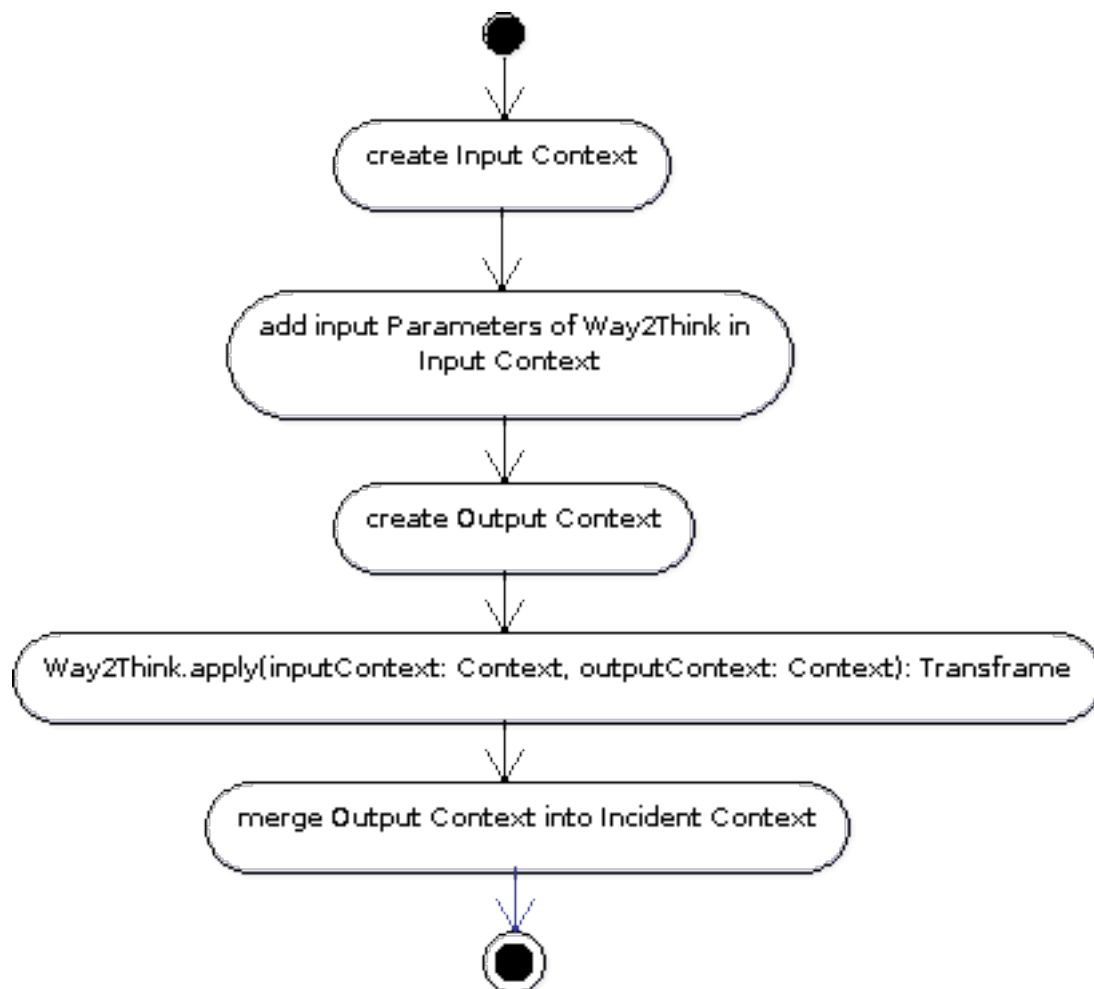 create Input Context
add input Parameters of Way2Think in
Input Context
create Output Context
Way2Think.apply(inputContext: Context, outputContext: Context): Transframe
merge Output Context into Incident Context